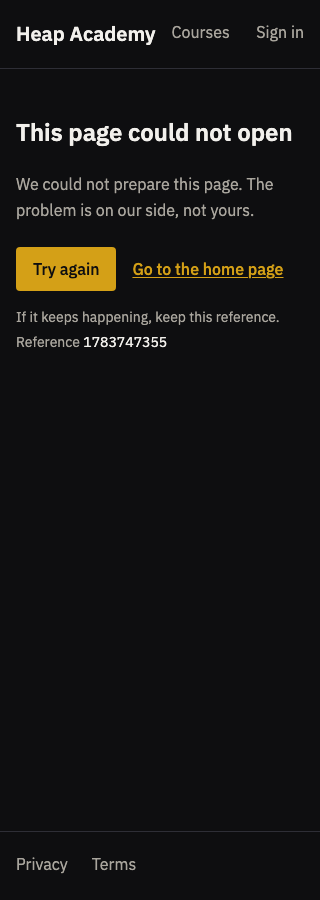 Heap Academy Courses Sign in
This page could not open
We could not prepare this page. The
problem is on our side, not yours.
Try again Go to the home page
If it keeps happening, keep this reference.
Reference 1783747355
Privacy Terms